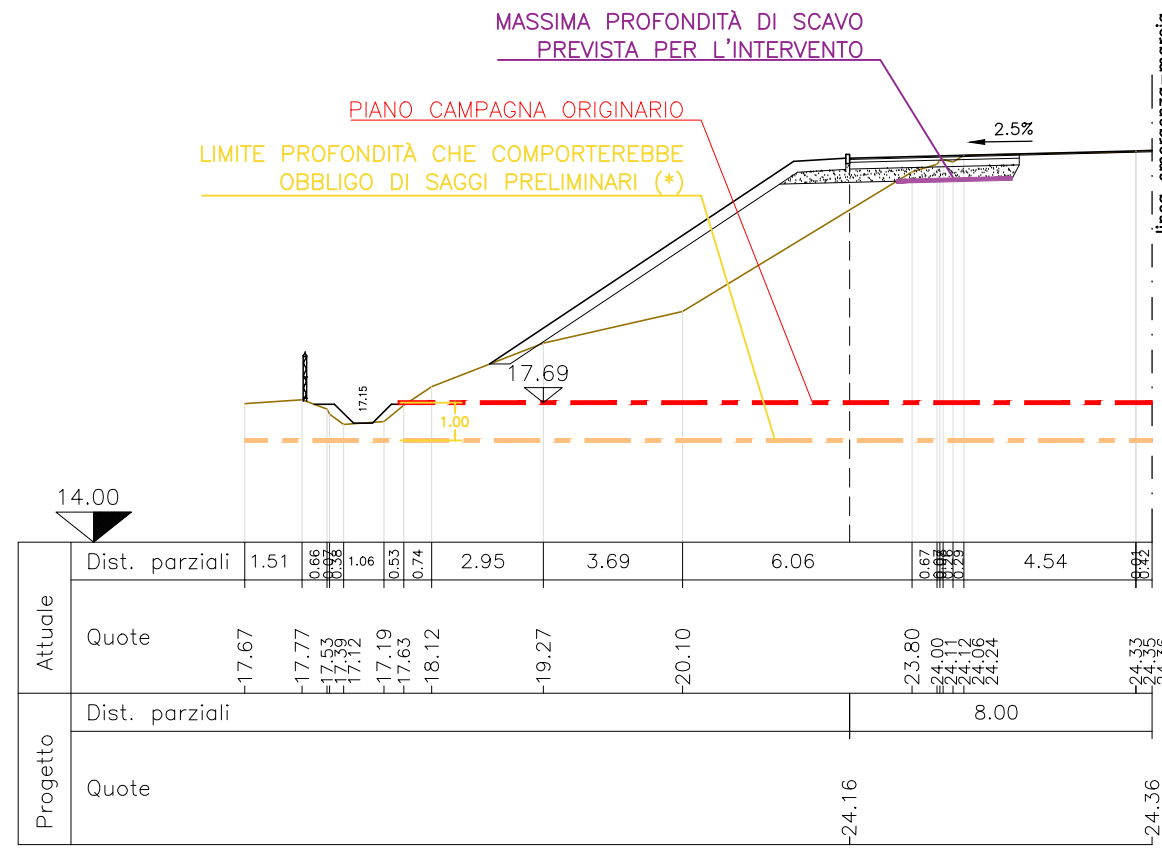 MASSIMA PROFONDITÀ DI SCAVO
PREVISTA PER L'INTERVENTO
PIANO CAMPAGNA ORIGINARIO
LIMITE PROFONDITÀ CHE COMPORTEREBBE
OBBLIGO DI SAGGI PRELIMINARI (*)
2.5%
17.15
17.69
1.00
14.00
Attuale
Dist. parziali 1.51 0.66 0.07 0.38 1.06 0.53 0.74 2.95 3.69 6.06 0.67 0.29 4.54 0.01 0.42
Quote 17.67 17.77 17.53 17.39 17.12 17.19 17.63 18.12 19.27 20.10 23.80 24.00 24.11 24.12 24.06 24.24 24.33 24.35
Progetto
Dist. parziali 8.00
Quote 24.16 24.36